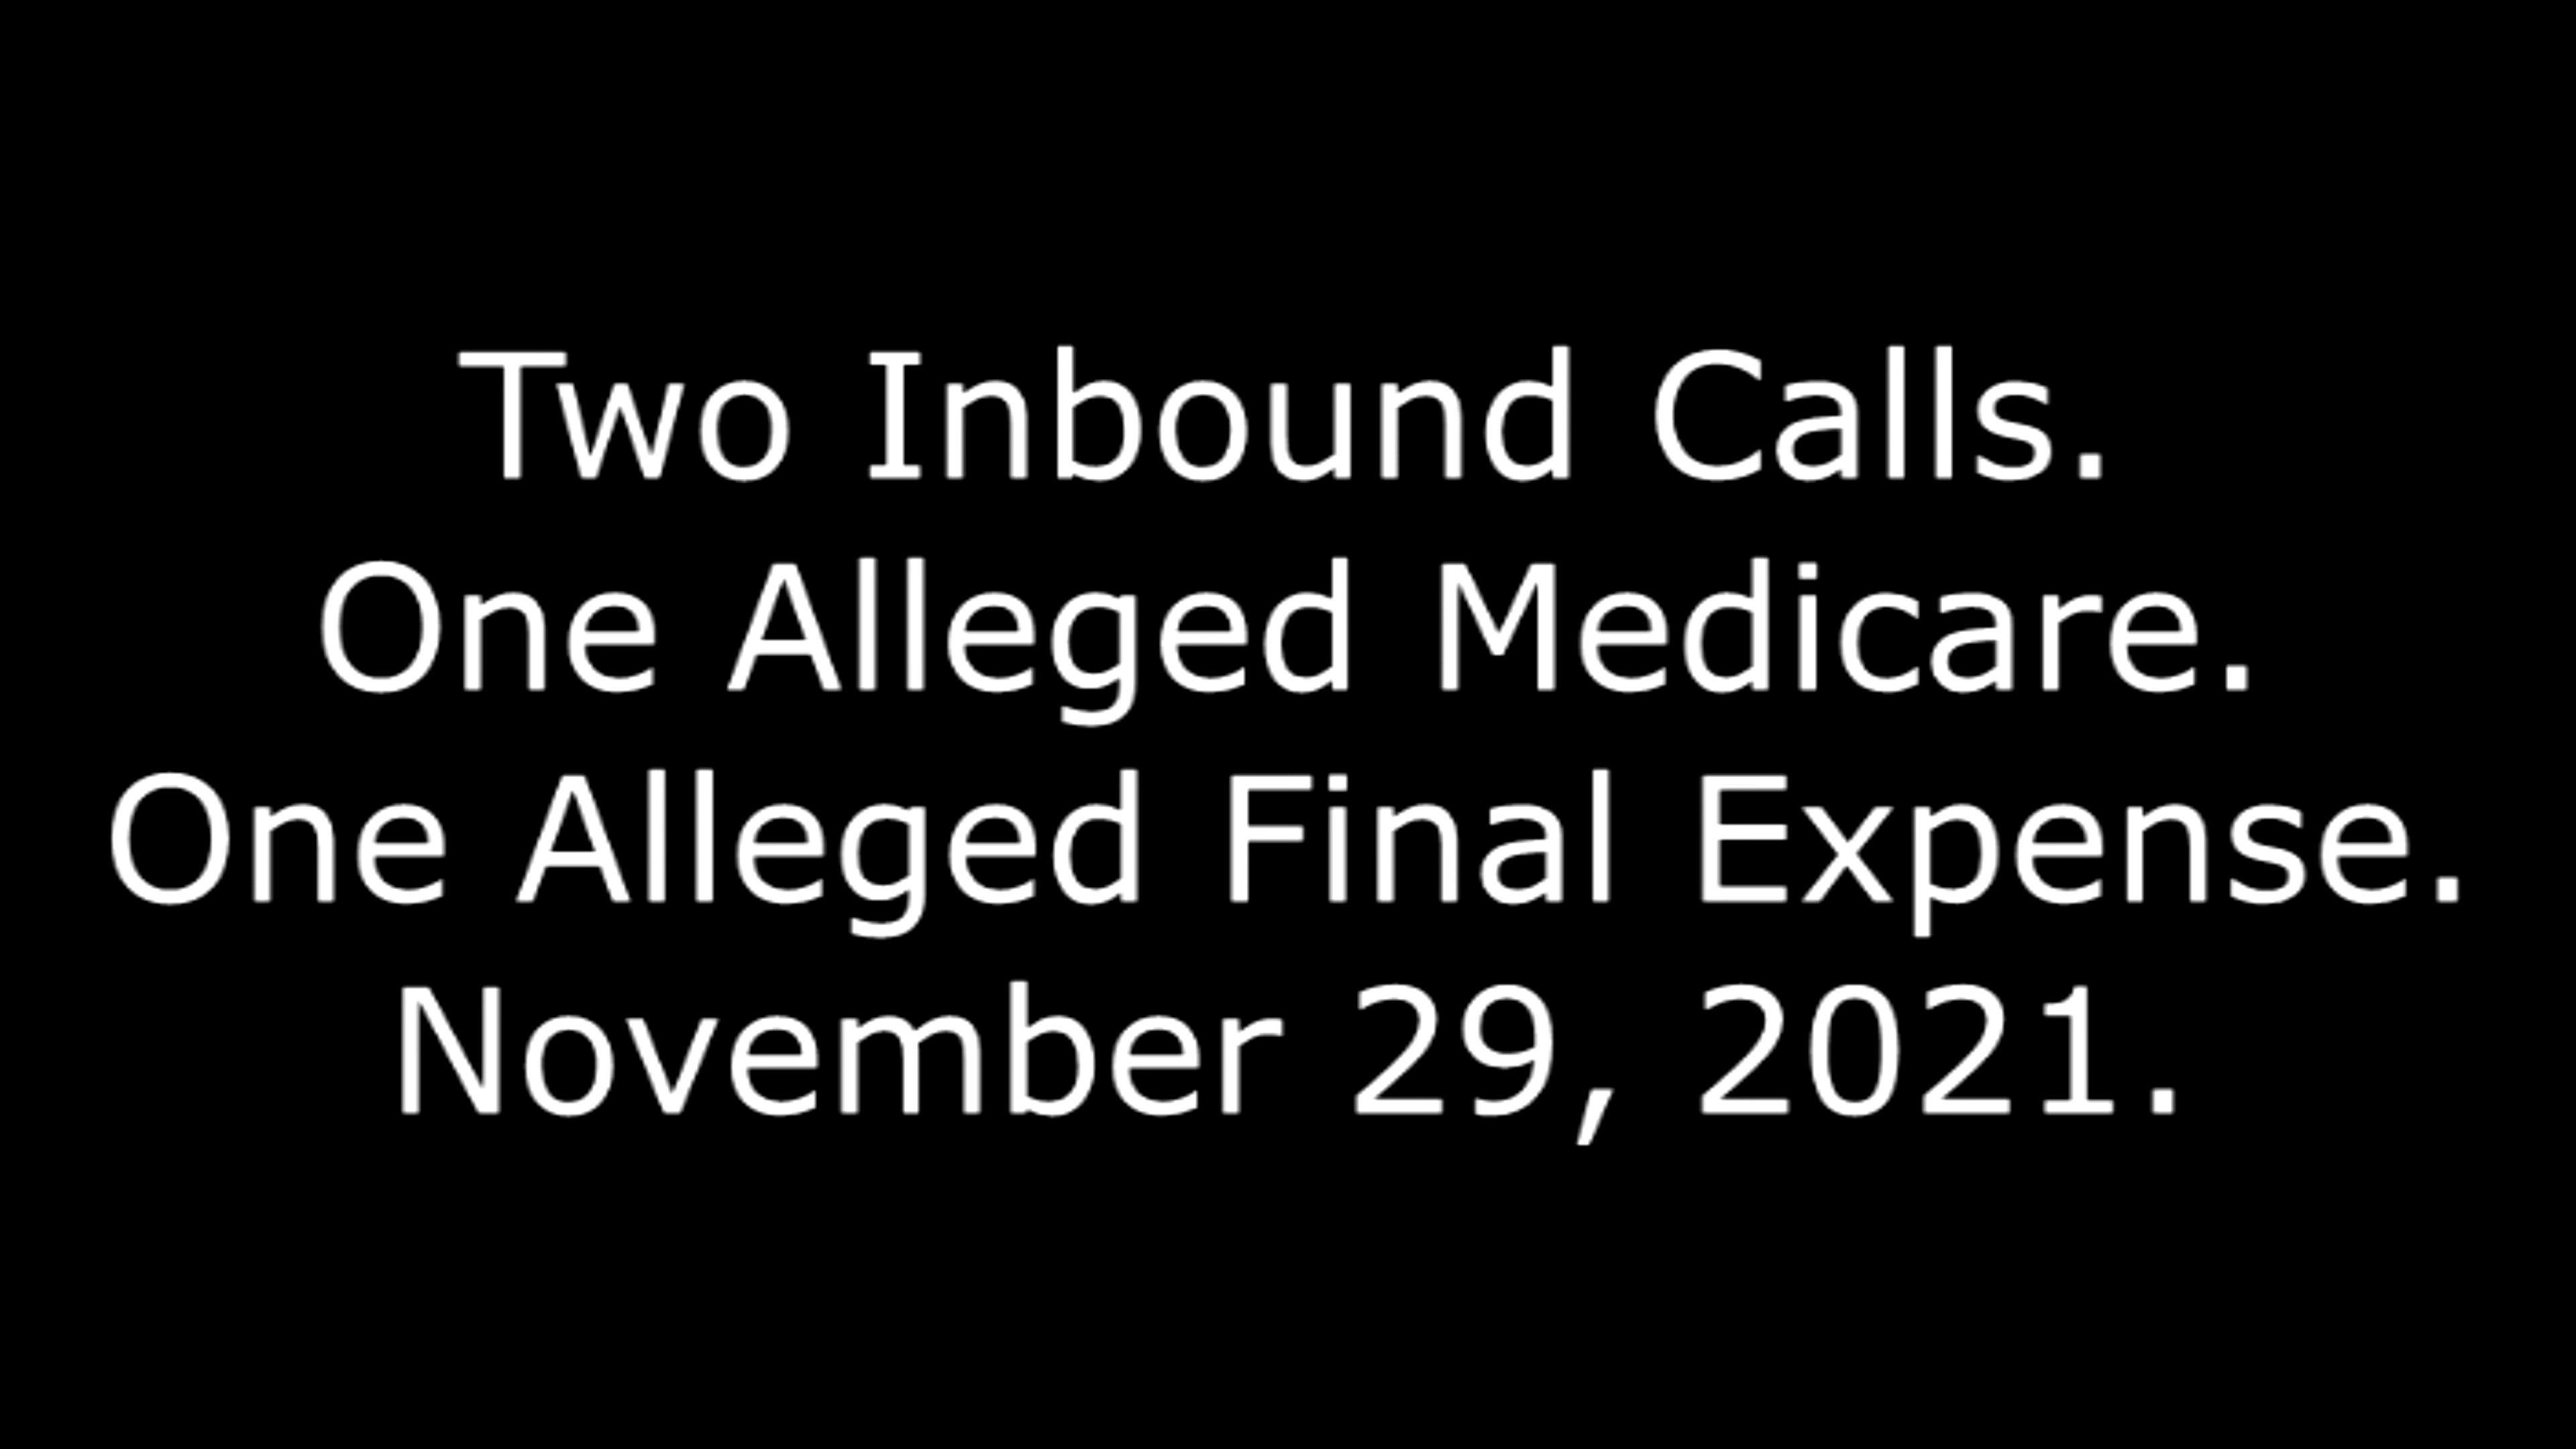 Two Inbound Calls.
One Alleged Medicare.
One Alleged Final Expense.
November 29, 2021.